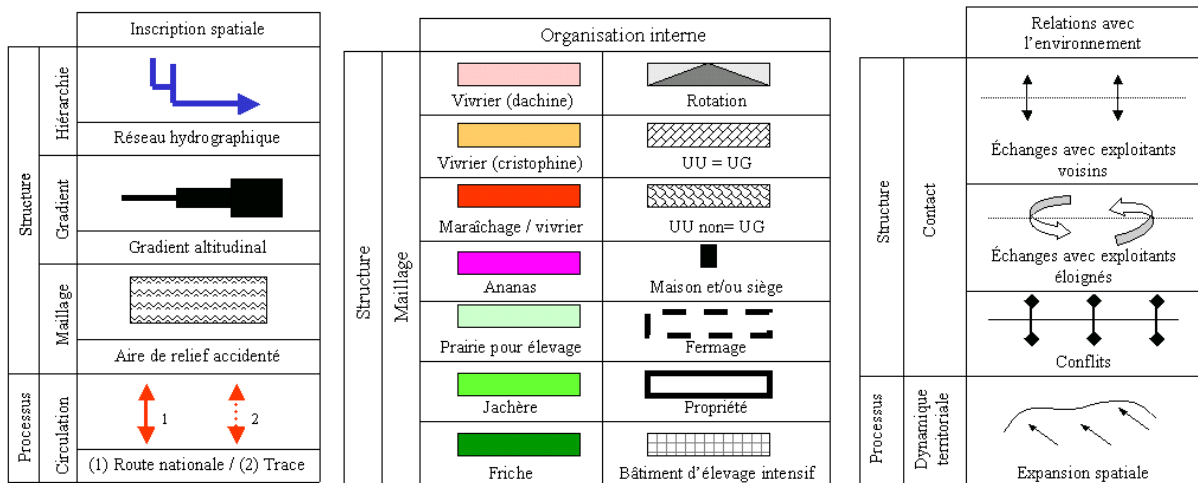 Inscription spatiale
Structure
Hiérarchie
Réseau hydrographique
Gradient
Gradient altitudinal
Maillage
Aire de relief accidenté
Processus
Circulation
1
2
(1) Route nationale / (2) Trace
Organisation interne
Structure
Maillage
Vivrier (dachine)
Rotation
Vivrier (cristophine)
UU = UG
Maraîchage / vivrier
UU non= UG
Ananas
Maison et/ou siège
Prairie pour élevage
Fermage
Jachère
Propriété
Friche
Bâtiment d'élevage intensif
Relations avec
l'environnement
Structure
Contact
Échanges avec exploitants
voisins
Échanges avec exploitants
éloignés
Conflits
Processus
Dynamique
territoriale
Expansion spatiale